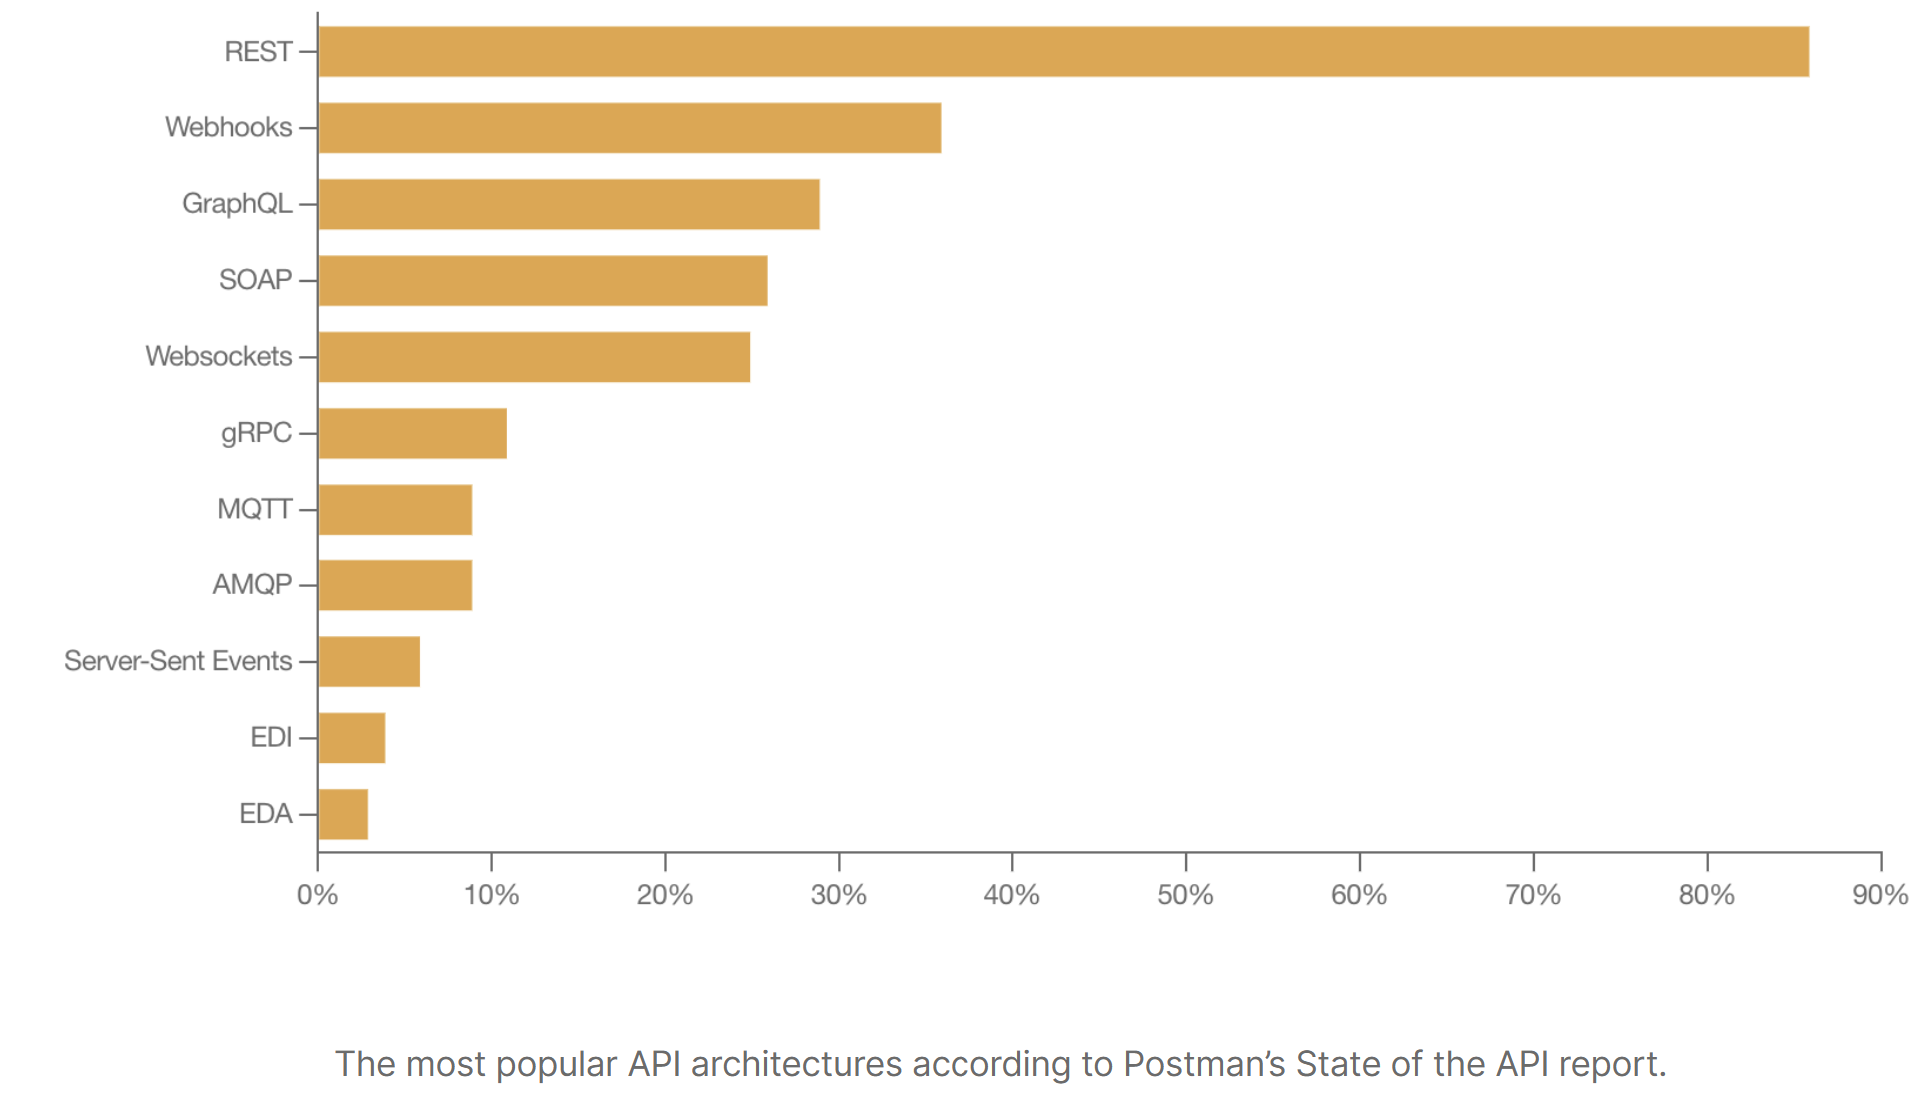 REST
Webhooks
GraphQL
SOAP
Websockets
gRPC
MQTT
AMQP
Server-Sent Events
EDI
EDA
0% 10% 20% 30% 40% 50% 60% 70% 80% 90%
The most popular API architectures according to Postman’s State of the API report.